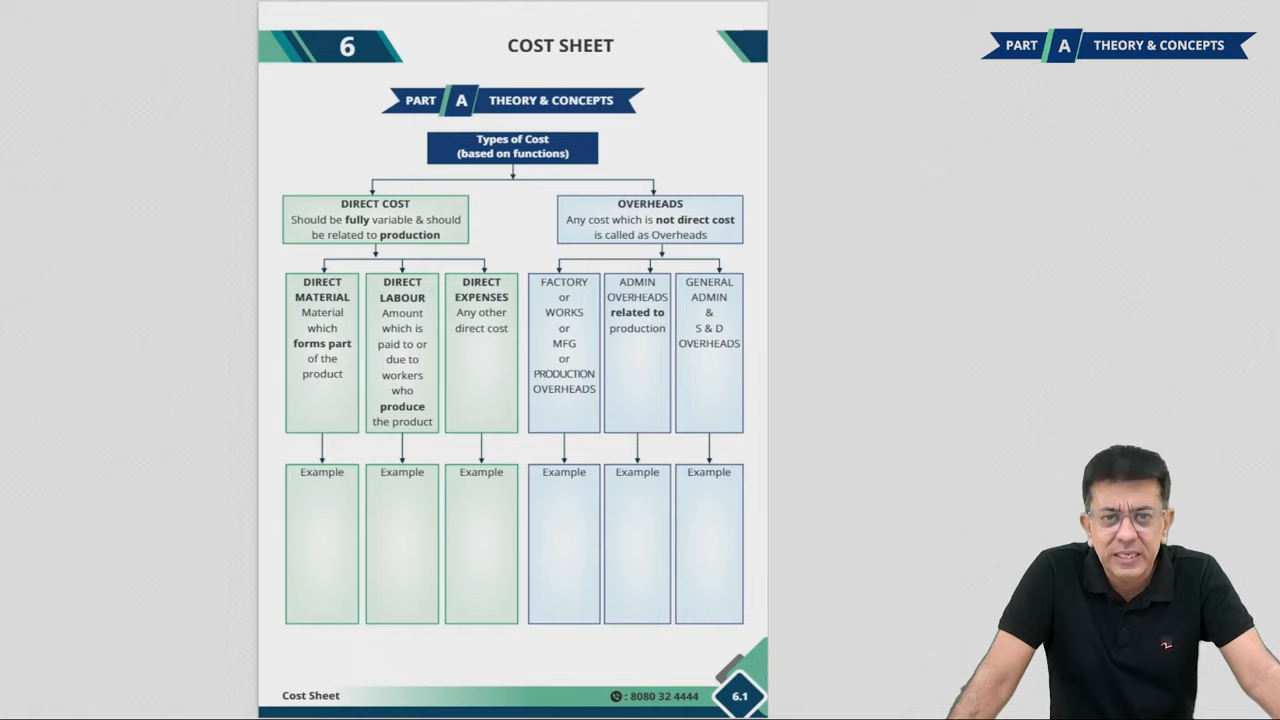 6
COST SHEET
PART A THEORY & CONCEPTS
PART A THEORY & CONCEPTS
Types of Cost
(based on functions)
DIRECT COST
Should be fully variable & should
be related to production
OVERHEADS
Any cost which is not direct cost
is called as Overheads
DIRECT
MATERIAL
Material
which
forms part
of the
product
DIRECT
LABOUR
Amount
which is
paid to or
due to
workers
who
produce
the product
DIRECT
EXPENSES
Any other
direct cost
FACTORY
or
WORKS
or
MFG
or
PRODUCTION
OVERHEADS
ADMIN
OVERHEADS
related to
production
GENERAL
ADMIN
&
S & D
OVERHEADS
Example
Example
Example
Example
Example
Example
Cost Sheet
: 8080 32 4444
6.1